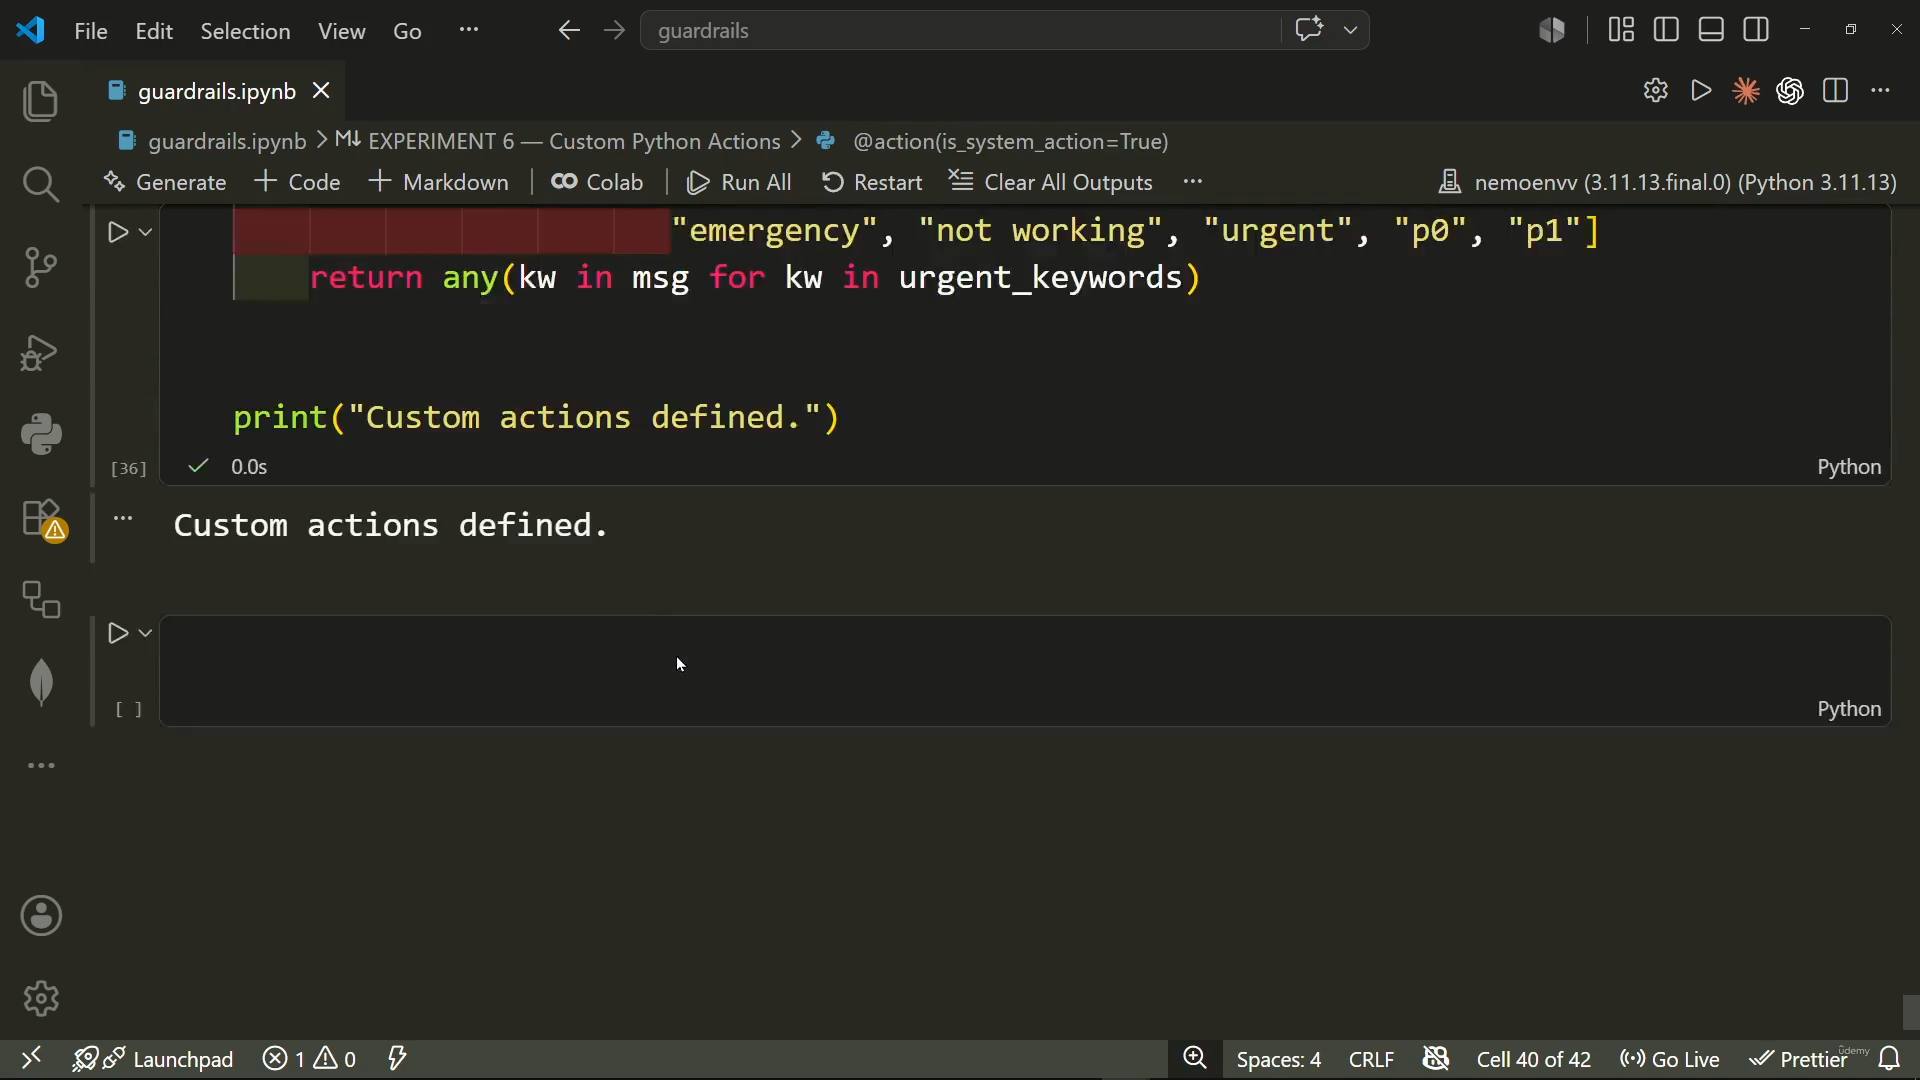 File Edit Selection View Go ··· guardrails
guardrails.ipynb
guardrails.ipynb > M↓ EXPERIMENT 6 — Custom Python Actions > @action(is_system_action=True)
Generate + Code + Markdown Colab Run All Restart Clear All Outputs ··· nemoenvv (3.11.13.final.0) (Python 3.11.13)
"emergency", "not working", "urgent", "p0", "p1"]
return any(kw in msg for kw in urgent_keywords)
print("Custom actions defined.")
[36] 0.0s Python
Custom actions defined.
[ ] Python
Launchpad 1 0 Spaces: 4 CRLF Cell 40 of 42 Go Live Prettier
udemy